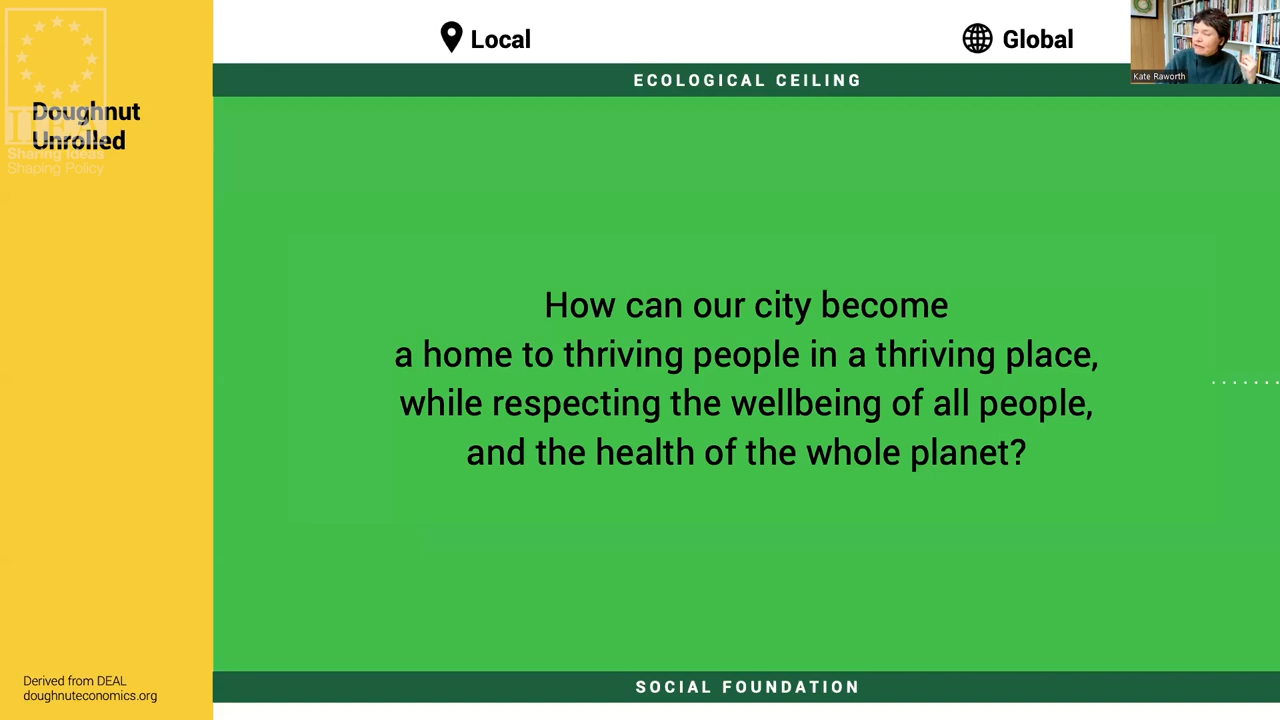 Local
Global
ECOLOGICAL CEILING
Kate Raworth
Doughnut
Unrolled
IIEA
Sharing Ideas
Shaping Policy
How can our city become
a home to thriving people in a thriving place,
while respecting the wellbeing of all people,
and the health of the whole planet?
Derived from DEAL
doughnuteconomics.org
SOCIAL FOUNDATION